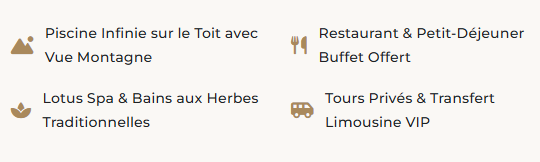 Piscine Infinie sur le Toit avec
Vue Montagne
Restaurant & Petit-Déjeuner
Buffet Offert
Lotus Spa & Bains aux Herbes
Traditionnelles
Tours Privés & Transfert
Limousine VIP